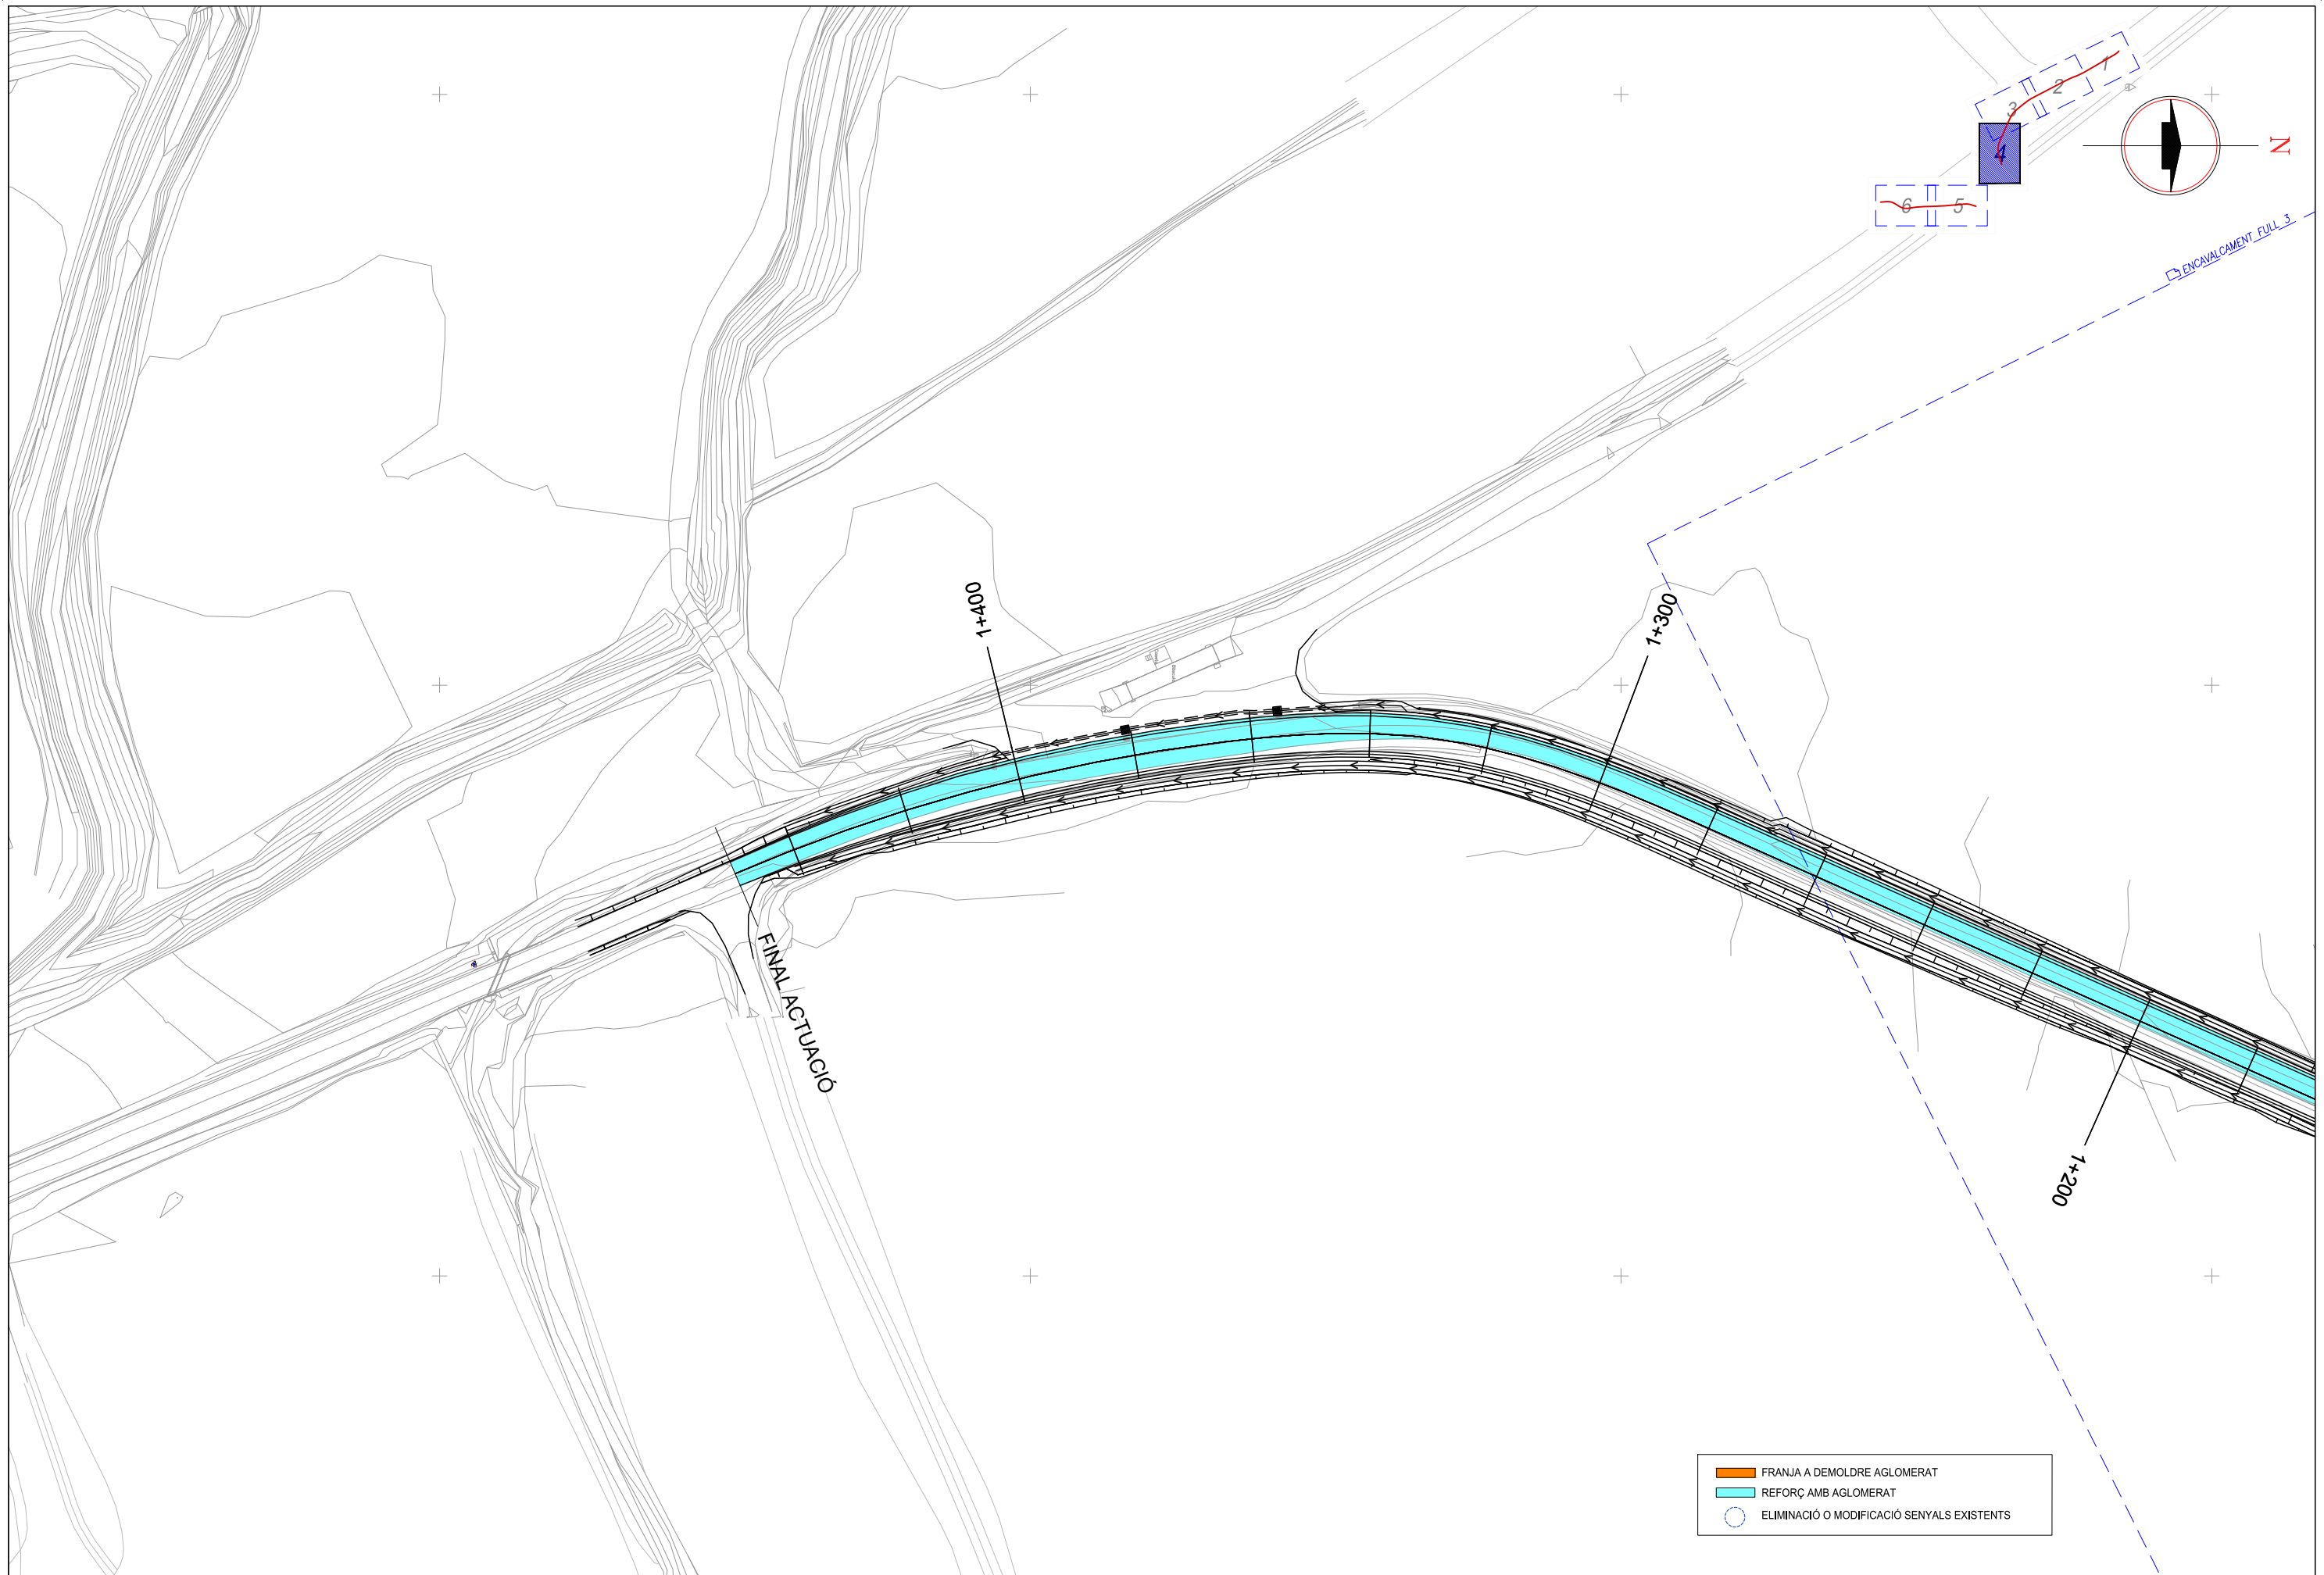 1
2
3
4
N
6
5
ENCAVALCAMENT FULL 3
1+400
1+300
FINAL ACTUACIÓ
1+200
FRANJA A DEMOLDRE AGLOMERAT
REFORÇ AMB AGLOMERAT
ELIMINACIÓ O MODIFICACIÓ SENYALS EXISTENTS